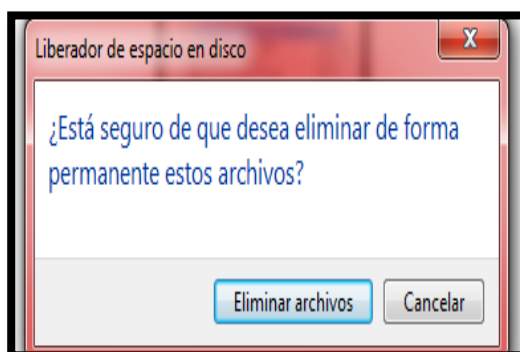 Liberador de espacio en disco
X
¿Está seguro de que desea eliminar de forma
permanente estos archivos?
Eliminar archivos
Cancelar